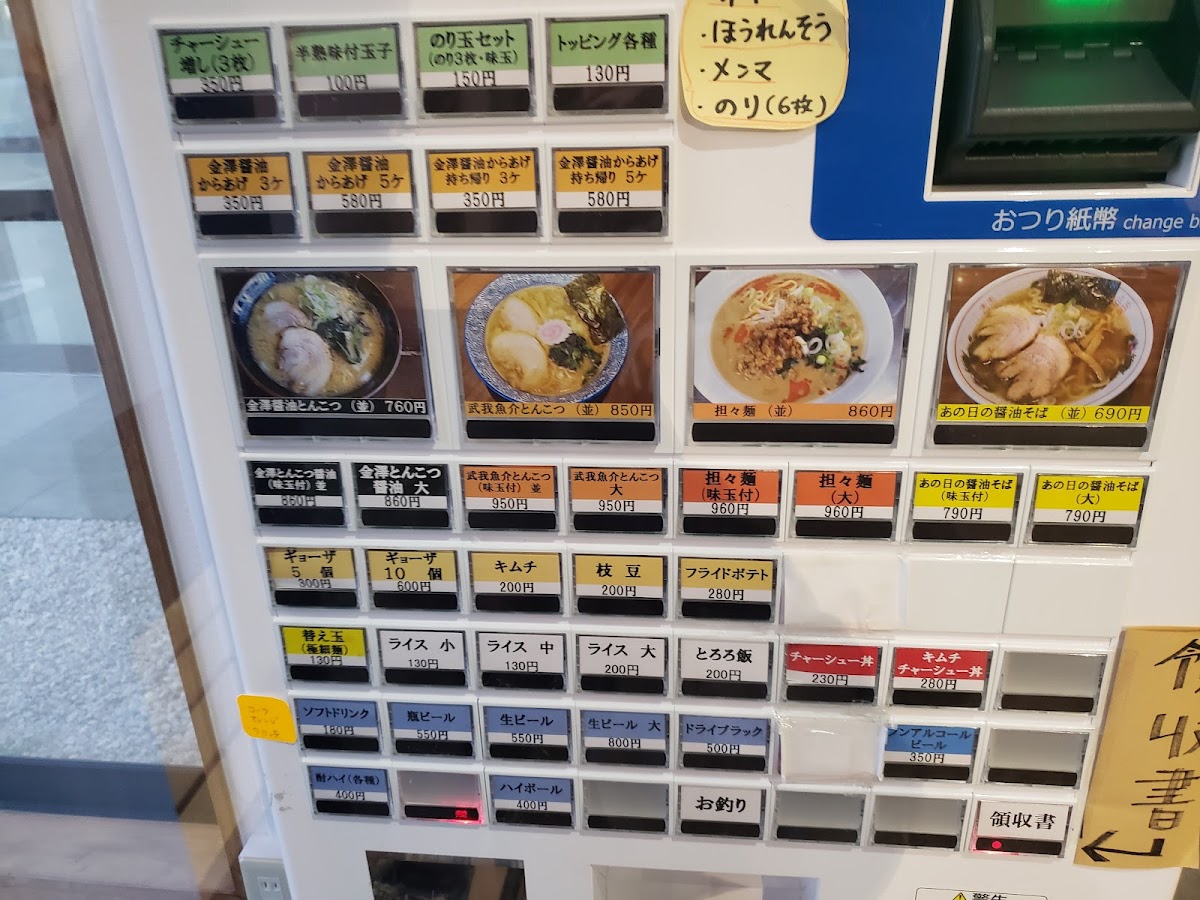 チャーシュー
増し(3枚)
350円
半熟味付玉子
100円
のり玉セット
(のり3枚・味玉)
150円
トッピング各種
130円
・ほうれんそう
・メンマ
・のり(6枚)
金澤醤油
からあげ 3ケ
350円
金澤醤油
からあげ 5ケ
580円
金澤醤油からあげ
持ち帰り 3ケ
350円
金澤醤油からあげ
持ち帰り 5ケ
580円
おつり紙幣 change b
金澤醤油とんこつ (並) 760円
武我魚介とんこつ (並) 850円
担々麺 (並) 860円
あの日の醤油そば (並) 690円
金澤とんこつ醤油
(味玉付) 並
860円
金澤とんこつ
醤油 大
860円
武我魚介とんこつ
(味玉付) 並
950円
武我魚介とんこつ
大
950円
担々麺
(味玉付)
960円
担々麺
(大)
960円
あの日の醤油そば
(味玉付)
790円
あの日の醤油そば
(大)
790円
ギョーザ
5 個
300円
ギョーザ
10 個
600円
キムチ
200円
枝豆
200円
フライドポテト
280円
替え玉
(極細麺)
130円
ライス 小
130円
ライス 中
130円
ライス 大
200円
とろろ飯
200円
チャーシュー丼
230円
キムチ
チャーシュー丼
280円
コーラ
オレンジ
ソフトドリンク
180円
瓶ビール
550円
生ビール
550円
生ビール 大
800円
ドライブラック
500円
ノンアルコール
ビール
350円
酎ハイ(各種)
400円
ハイボール
400円
お釣り
領収書
領収書
警告